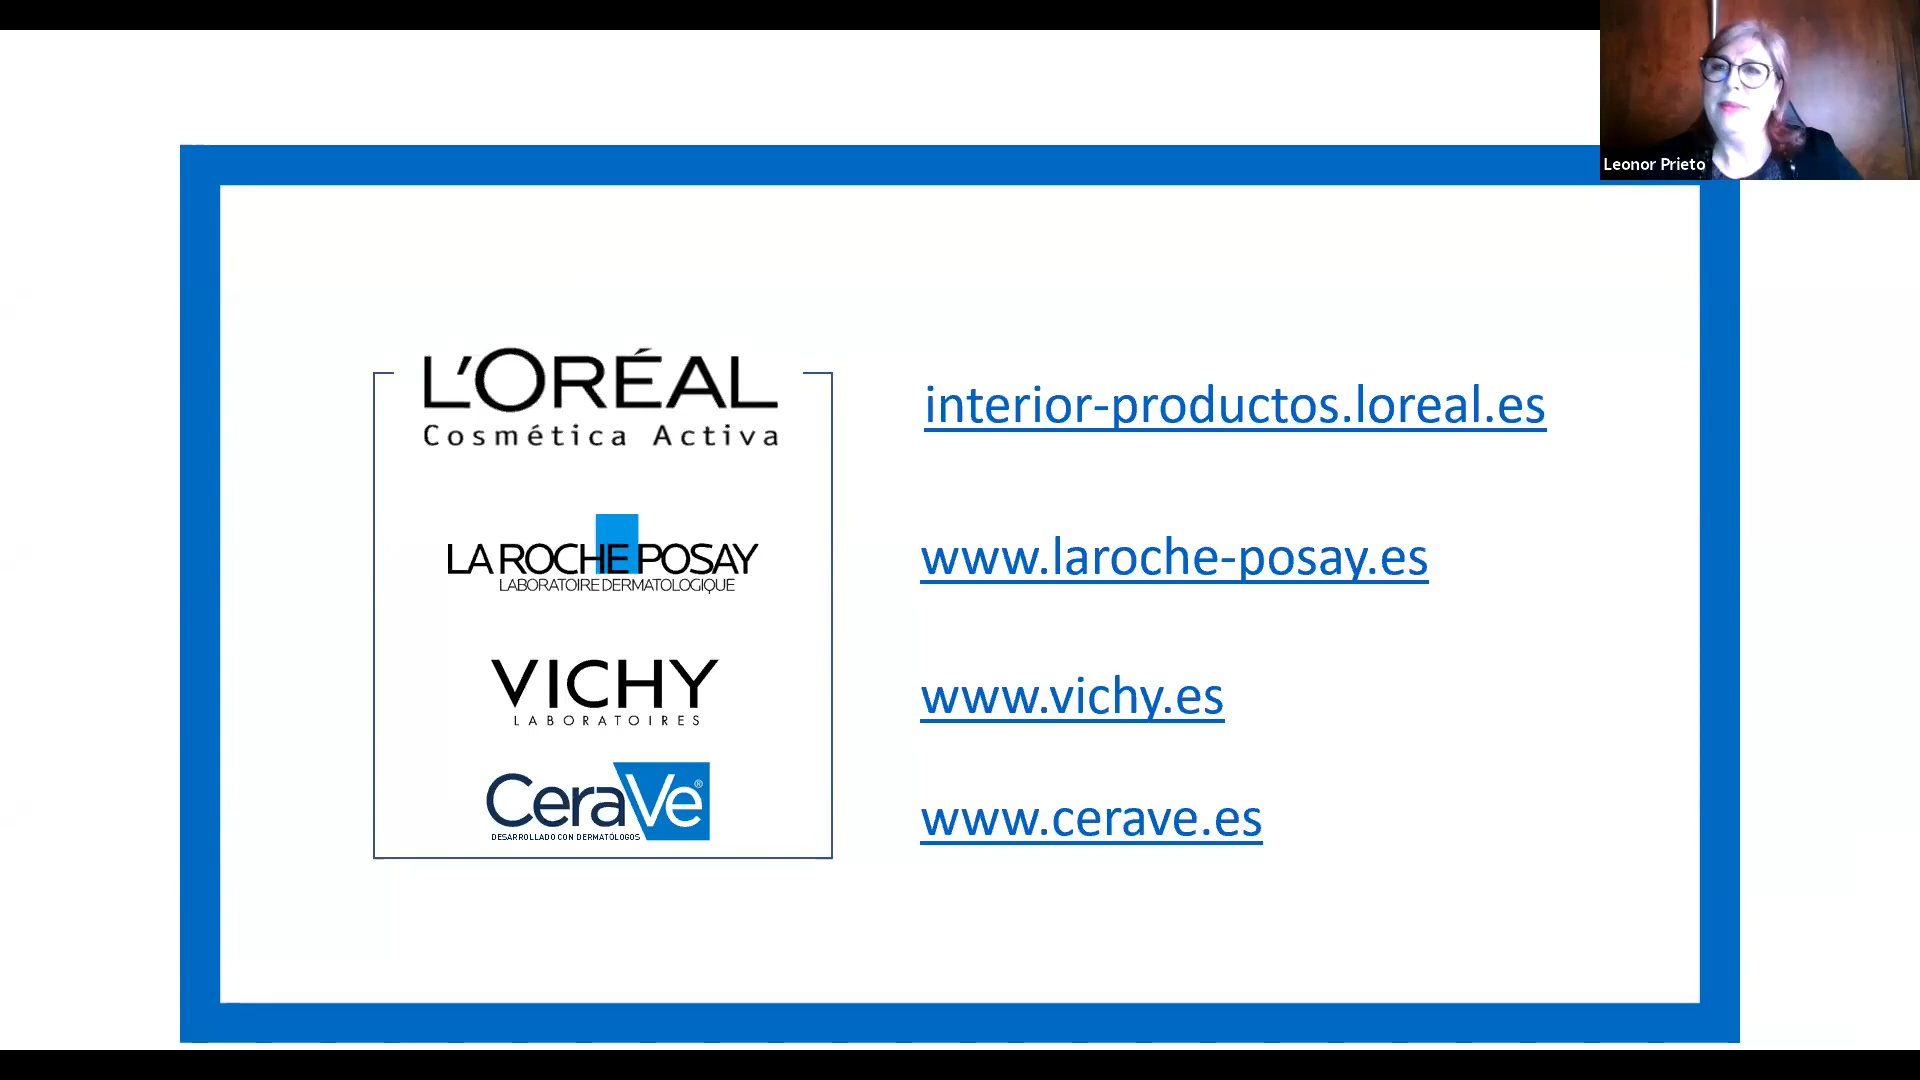 Leonor Prieto
L'ORÉAL
Cosmética Activa
interior-productos.loreal.es
LA ROCHE POSAY
LABORATOIRE DERMATOLOGIQUE
www.laroche-posay.es
VICHY
LABORATOIRES
www.vichy.es
CeraVe®
DESARROLLADO CON DERMATÓLOGOS
www.cerave.es